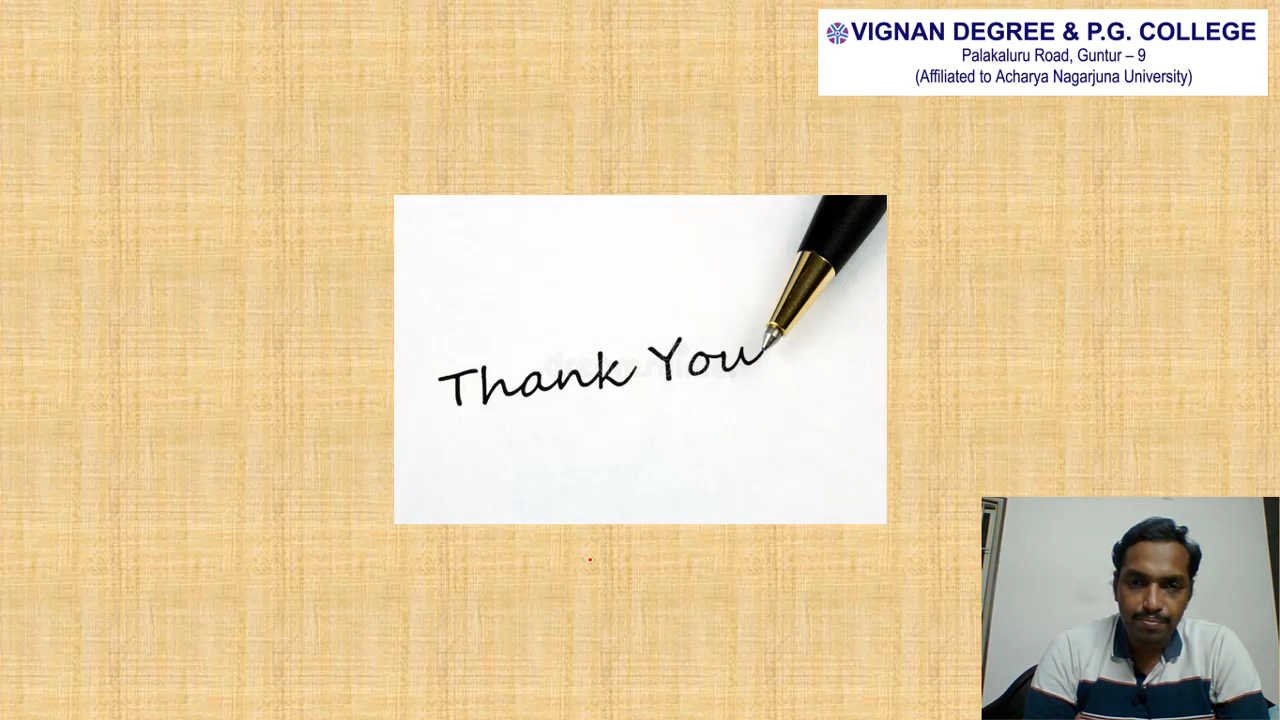 VIGNAN DEGREE & P.G. COLLEGE
Palakaluru Road, Guntur – 9
(Affiliated to Acharya Nagarjuna University)
Thank You